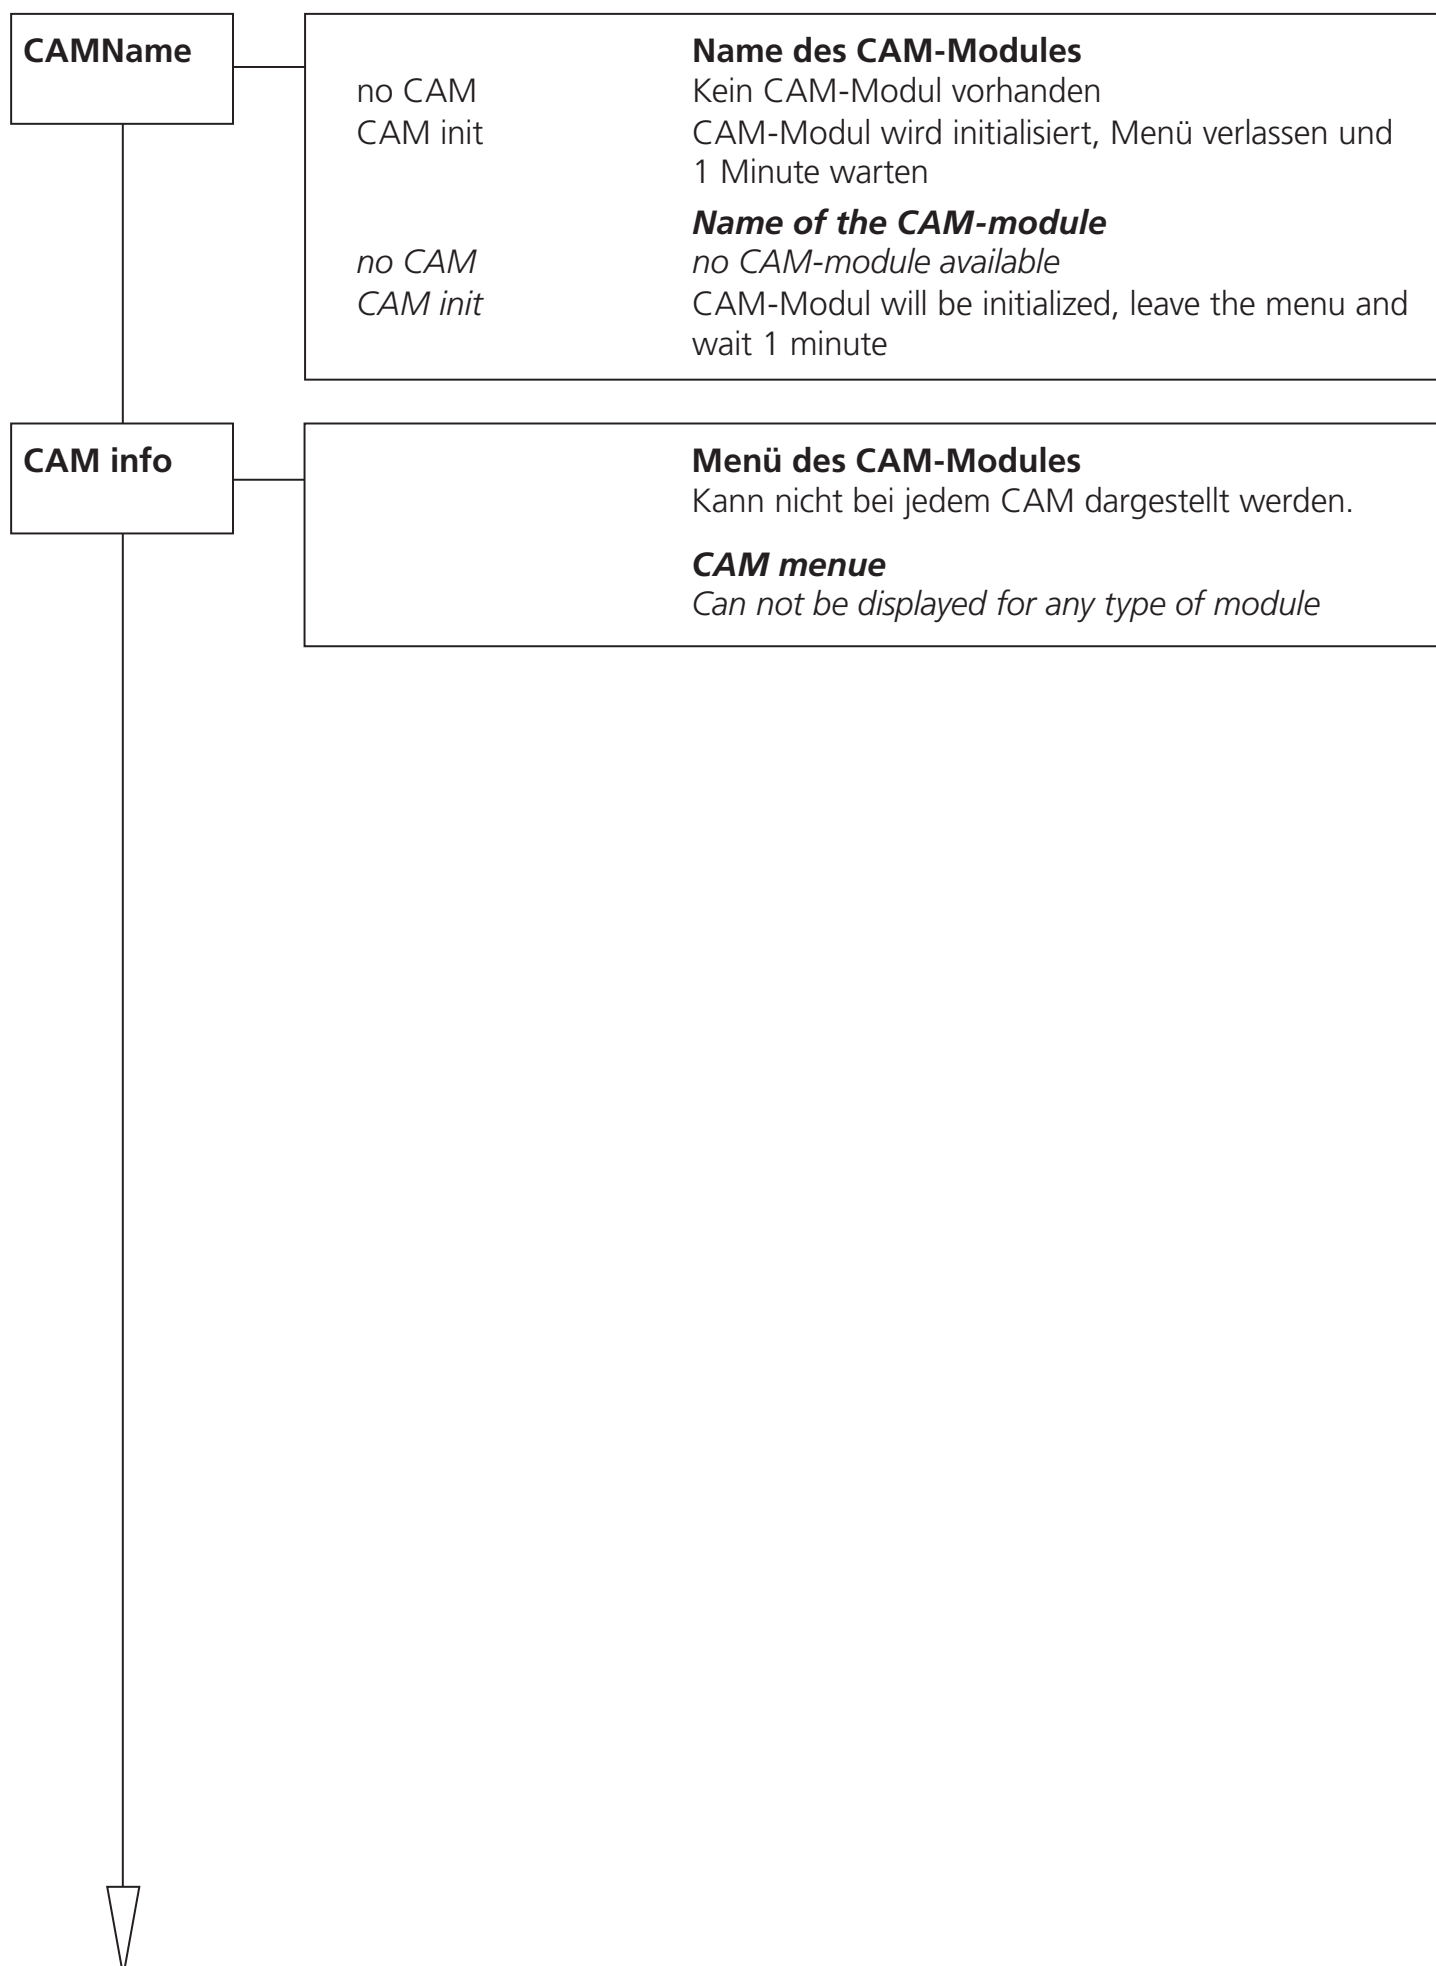 CAMName
Name des CAM-Modules
no CAM Kein CAM-Modul vorhanden
CAM init CAM-Modul wird initialisiert, Menü verlassen und
1 Minute warten
Name of the CAM-module
no CAM no CAM-module available
CAM init CAM-Modul will be initialized, leave the menu and
wait 1 minute
CAM info
Menü des CAM-Modules
Kann nicht bei jedem CAM dargestellt werden.
CAM menue
Can not be displayed for any type of module